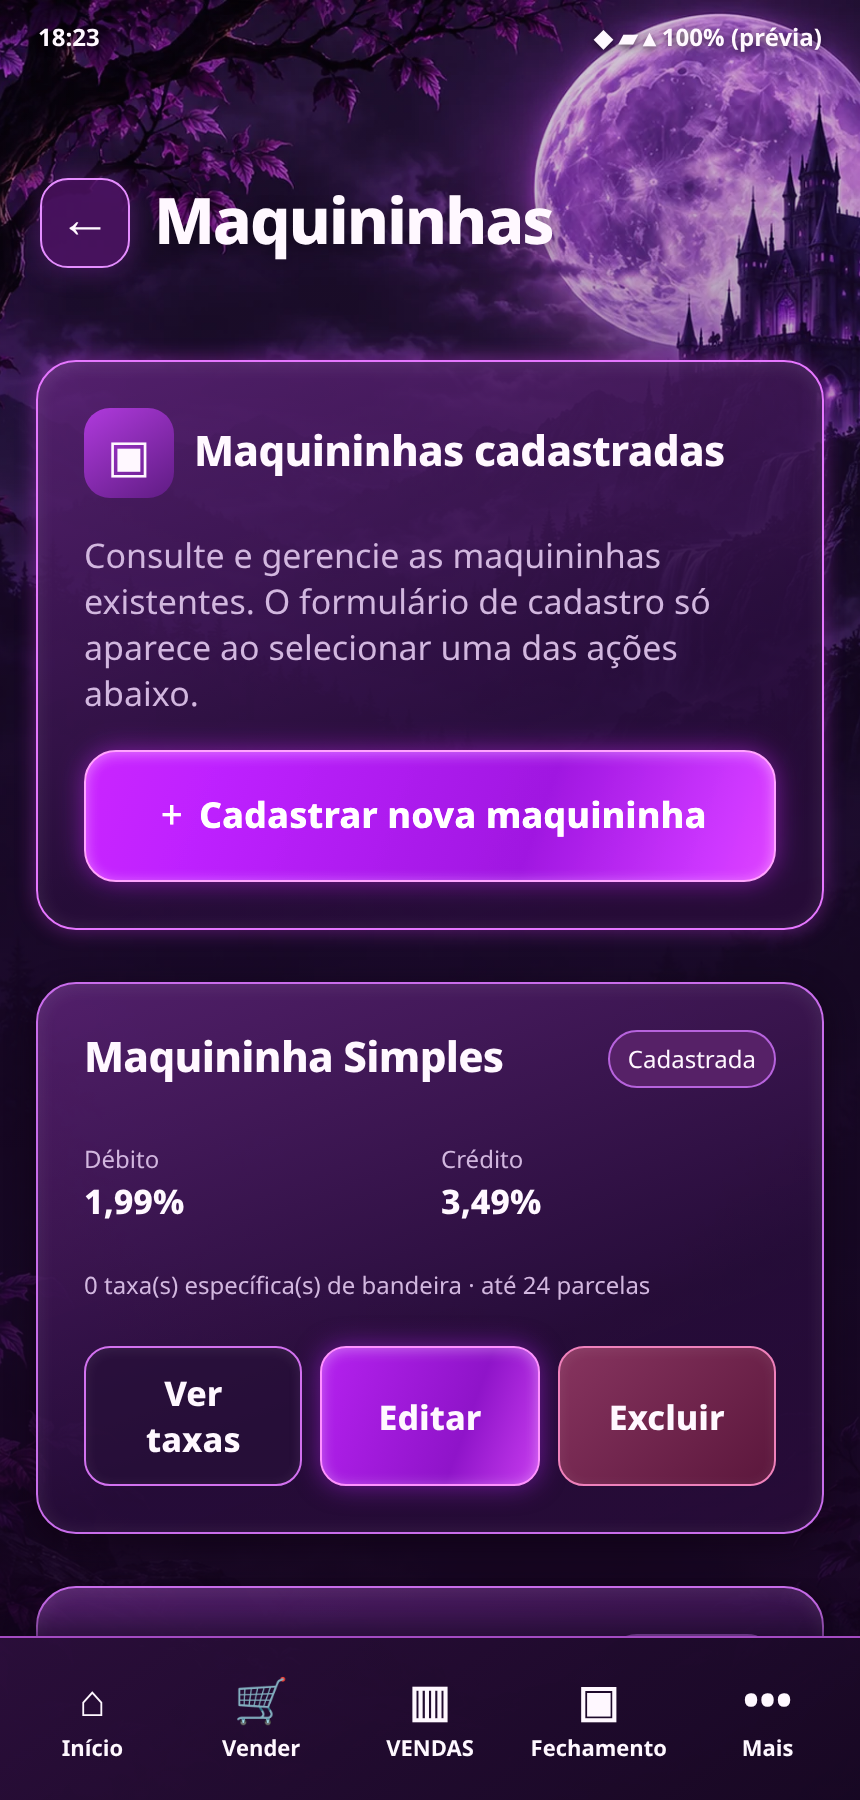 18:23
100% (prévia)
← Maquininhas
Maquininhas cadastradas
Consulte e gerencie as maquininhas
existentes. O formulário de cadastro só
aparece ao selecionar uma das ações
abaixo.
+ Cadastrar nova maquininha
Maquininha Simples
Cadastrada
Débito
Crédito
1,99%
3,49%
0 taxa(s) específica(s) de bandeira · até 24 parcelas
Ver
taxas
Editar
Excluir
Início
Vender
VENDAS
Fechamento
Mais